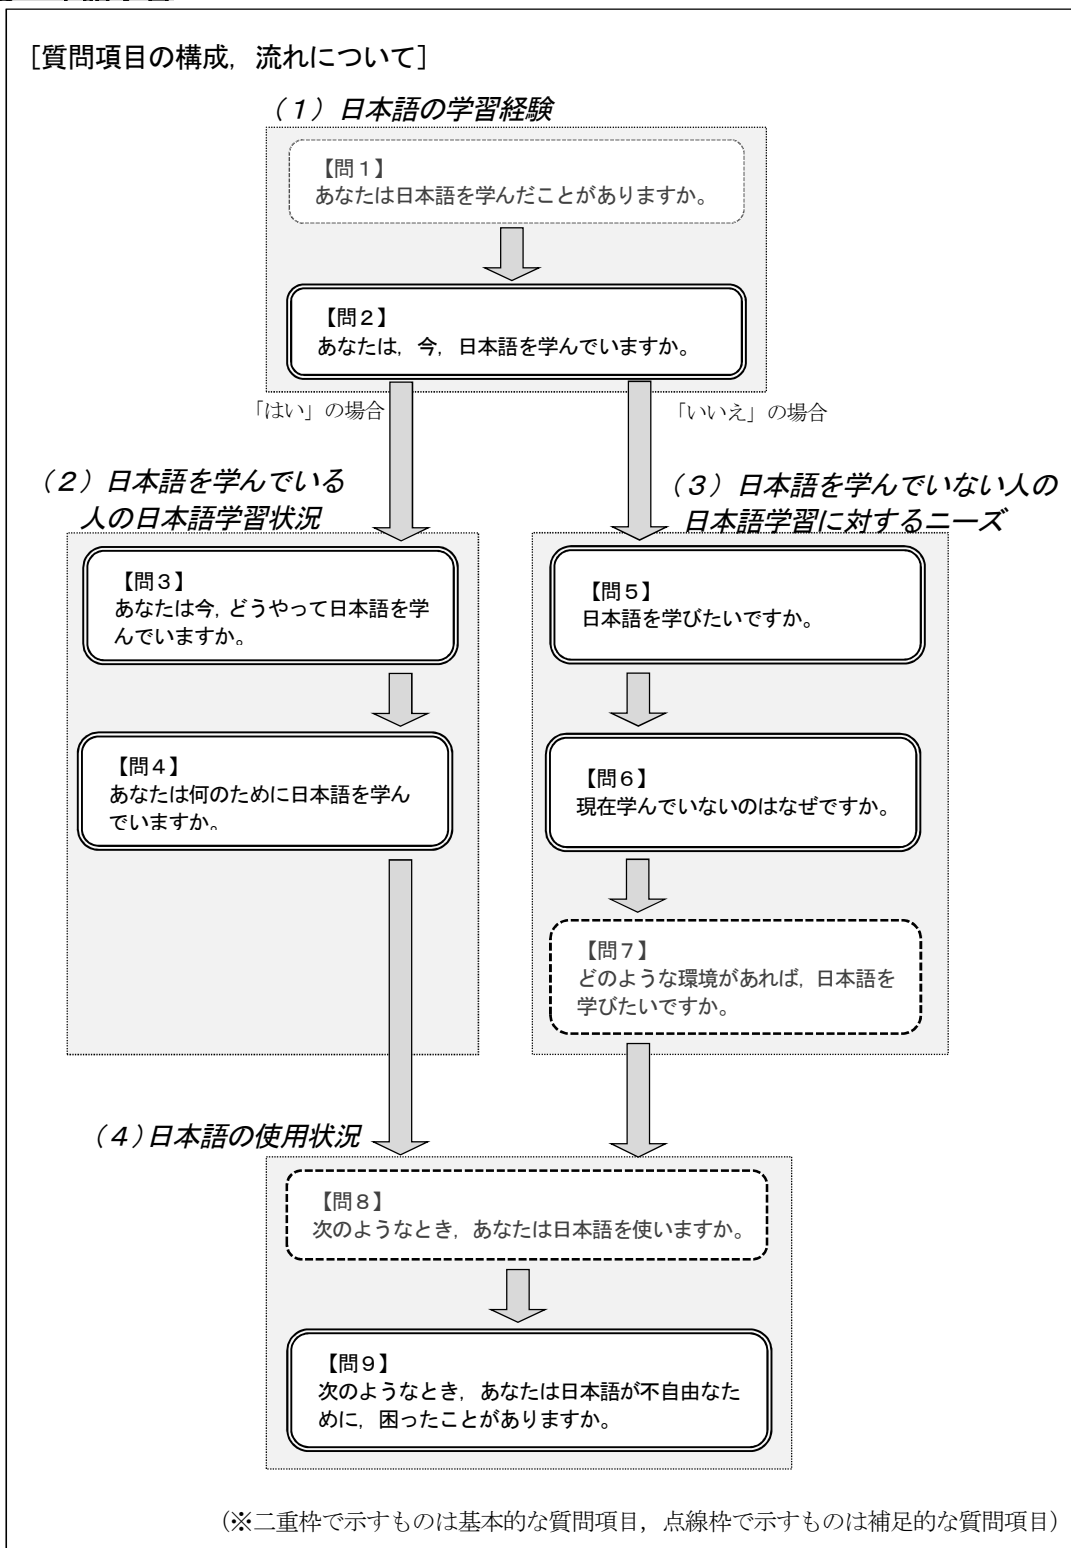 ［質問項目の構成，流れについて］
（１）日本語の学習経験
【問１】
あなたは日本語を学んだことがありますか。
【問２】
あなたは，今，日本語を学んでいますか。
「はい」の場合
「いいえ」の場合
（２）日本語を学んでいる
人の日本語学習状況
【問３】
あなたは今，どうやって日本語を学
んでいますか。
【問４】
あなたは何のために日本語を学ん
でいますか。
（３）日本語を学んでいない人の
日本語学習に対するニーズ
【問５】
日本語を学びたいですか。
【問６】
現在学んでいないのはなぜですか。
【問７】
どのような環境があれば，日本語を
学びたいですか。
（４）日本語の使用状況
【問８】
次のようなとき，あなたは日本語を使いますか。
【問９】
次のようなとき，あなたは日本語が不自由なた
めに，困ったことがありますか。
（※二重枠で示すものは基本的な質問項目，点線枠で示すものは補足的な質問項目）